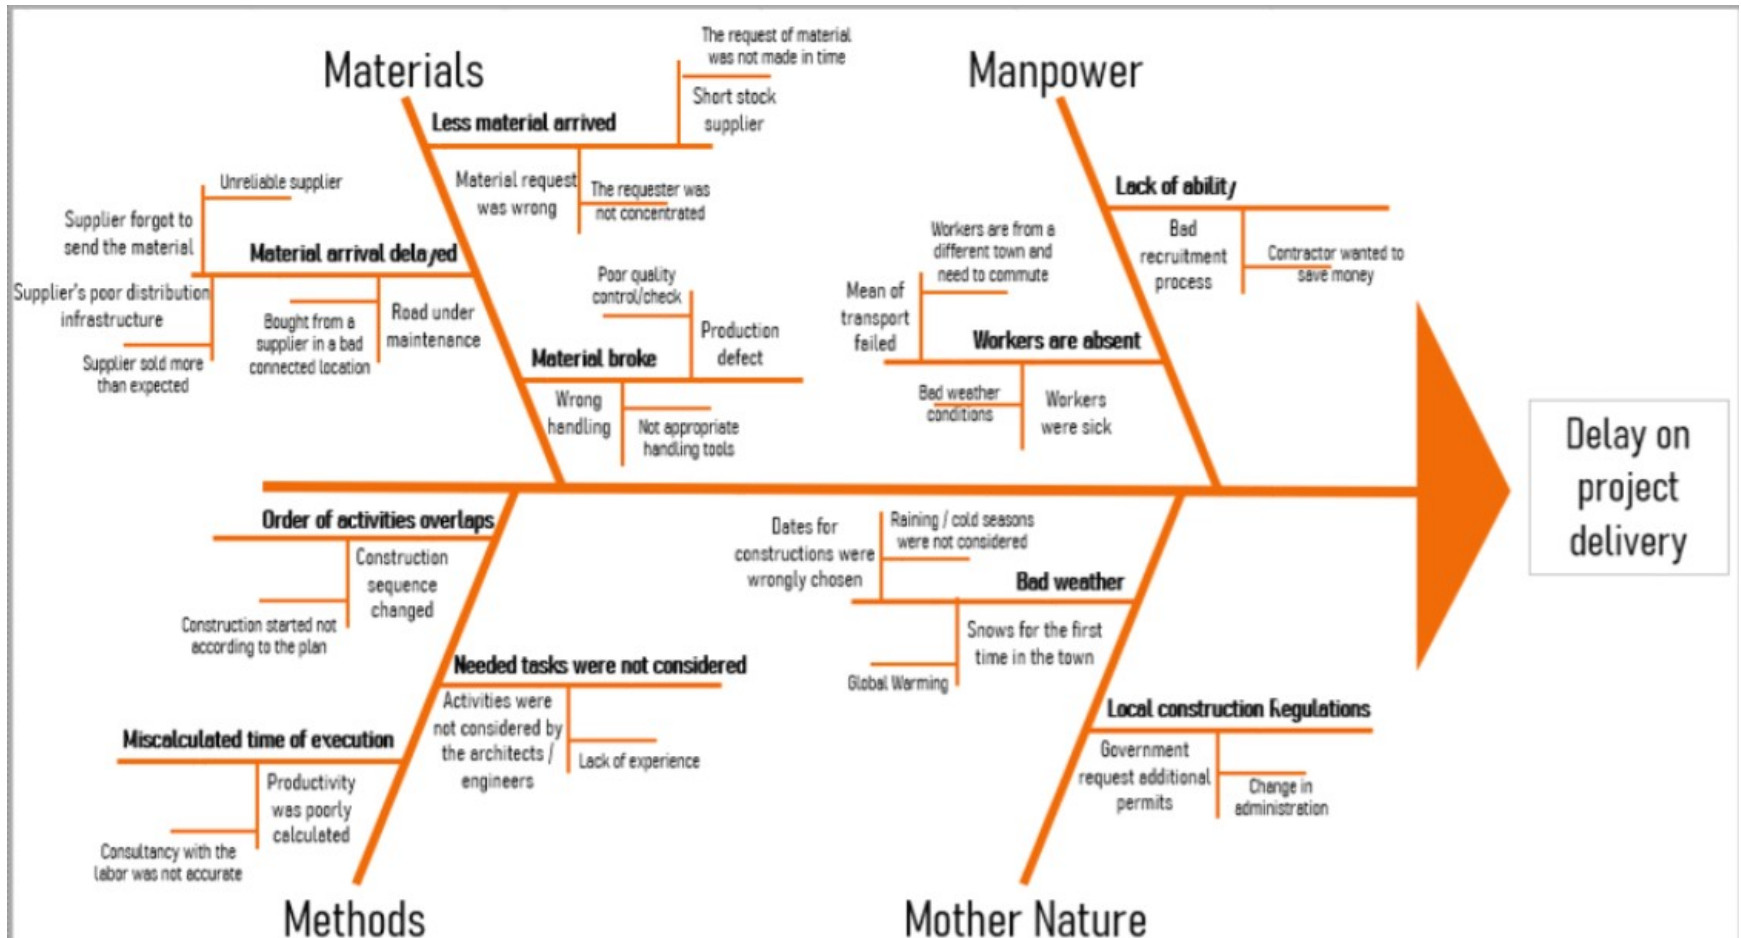 Materials
The request of material
was not made in time
Short stock
supplier
Less material arrived
Material request
was wrong
The requester was
not concentrated
Unreliable supplier
Supplier forgot to
send the material
Material arrival delayed
Supplier's poor distribution
infrastructure
Supplier sold more
than expected
Bought from a
supplier in a bad
connected location
Road under
maintenance
Poor quality
control/check
Production
defect
Material broke
Wrong
handling
Not appropriate
handling tools
Manpower
Lack of ability
Bad
recruitment
process
Contractor wanted to
save money
Workers are from a
different town and
need to commute
Mean of
transport
failed
Workers are absent
Bad weather
conditions
Workers
were sick
Delay on
project
delivery
Order of activities overlaps
Construction
sequence
changed
Construction started not
according to the plan
Needed tasks were not considered
Activities were
not considered by
the architects /
engineers
Lack of experience
Miscalculated time of execution
Productivity
was poorly
calculated
Consultancy with the
labor was not accurate
Methods
Dates for
constructions were
wrongly chosen
Raining / cold seasons
were not considered
Bad weather
Snows for the first
time in the town
Global Warming
Local construction Regulations
Government
request additional
permits
Change in
administration
Mother Nature